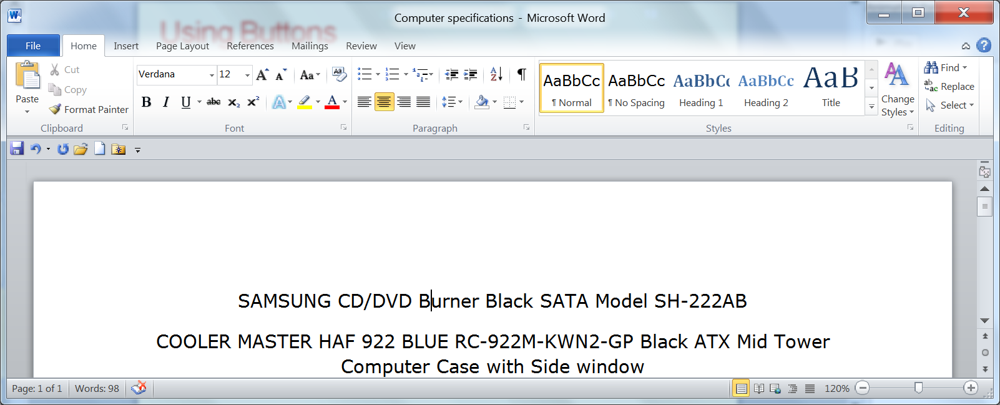 Using Buttons
Computer specifications - Microsoft Word
File Home Insert Page Layout References Mailings Review View
Paste
Cut
Copy
Format Painter
Clipboard
Verdana 12
Aa
B I U abc x₂ x² A A
Font
Paragraph
AaBbCc AaBbCc AaBbCc AaBbCc AaB
¶ Normal ¶ No Spacing Heading 1 Heading 2 Title
Change
Styles
Styles
Find
Replace
Select
Editing
SAMSUNG CD/DVD Burner Black SATA Model SH-222AB
COOLER MASTER HAF 922 BLUE RC-922M-KWN2-GP Black ATX Mid Tower
Computer Case with Side window
Page: 1 of 1 Words: 98 120%